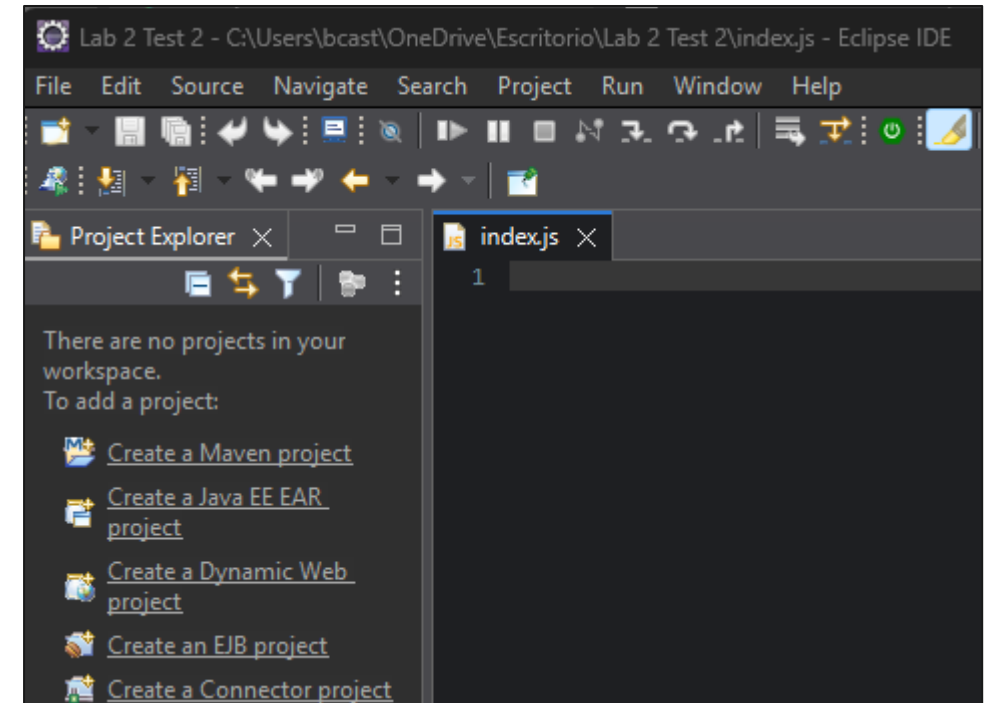 Lab 2 Test 2 - C:\Users\bcast\OneDrive\Escritorio\Lab 2 Test 2\index.js - Eclipse IDE
File Edit Source Navigate Search Project Run Window Help
Project Explorer
index.js
1
There are no projects in your
workspace.
To add a project:
Create a Maven project
Create a Java EE EAR
project
Create a Dynamic Web
project
Create an EJB project
Create a Connector project